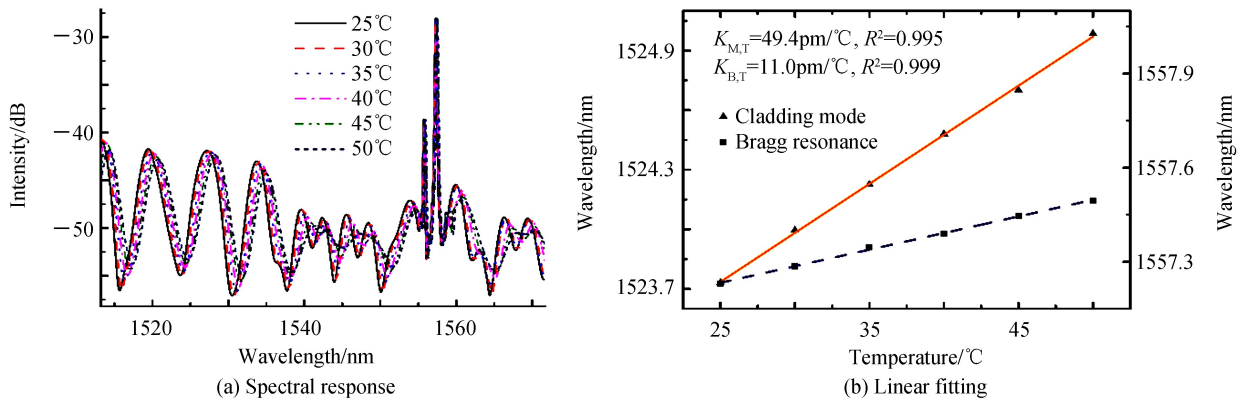 −30
−40
−50
Intensity/dB
25℃
30℃
35℃
40℃
45℃
50℃
1520
1540
1560
Wavelength/nm
(a) Spectral response
1524.9
1524.3
1523.7
Wavelength/nm
K_M,T=49.4pm/℃, R²=0.995
K_B,T=11.0pm/℃, R²=0.999
Cladding mode
Bragg resonance
1557.9
1557.6
1557.3
Wavelength/nm
25
35
45
Temperature/℃
(b) Linear fitting